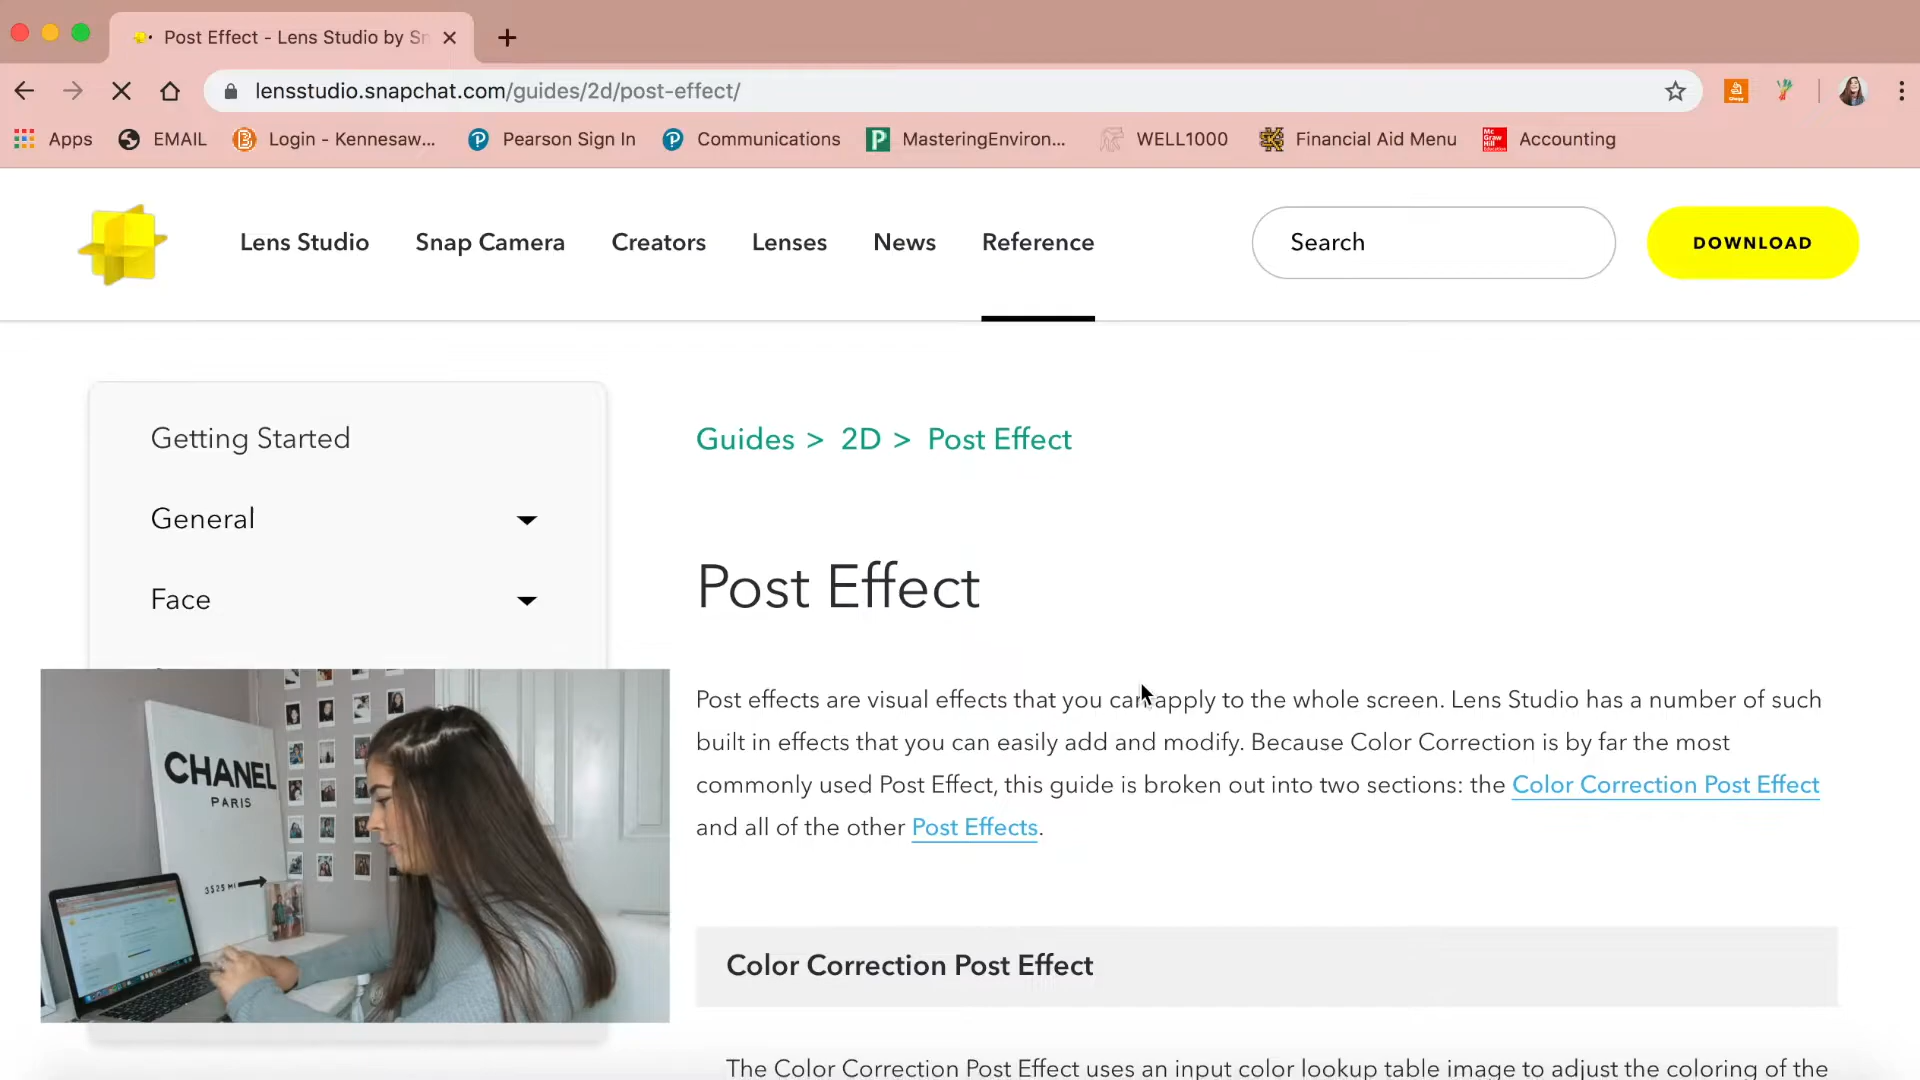 Post Effect - Lens Studio by Sn
lensstudio.snapchat.com/guides/2d/post-effect/
Apps EMAIL Login - Kennesaw... Pearson Sign In Communications MasteringEnviron... WELL1000 Financial Aid Menu Accounting
Lens Studio Snap Camera Creators Lenses News Reference Search DOWNLOAD
Getting Started
General
Face
Guides > 2D > Post Effect
Post Effect
Post effects are visual effects that you can apply to the whole screen. Lens Studio has a number of such
built in effects that you can easily add and modify. Because Color Correction is by far the most
commonly used Post Effect, this guide is broken out into two sections: the Color Correction Post Effect
and all of the other Post Effects.
Color Correction Post Effect
The Color Correction Post Effect uses an input color lookup table image to adjust the coloring of the
CHANEL
PARIS